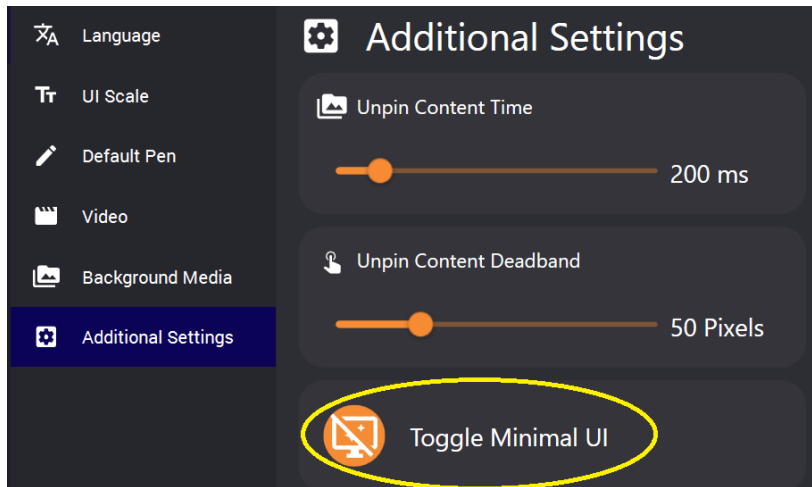 Language
UI Scale
Default Pen
Video
Background Media
Additional Settings
Additional Settings
Unpin Content Time
200 ms
Unpin Content Deadband
50 Pixels
Toggle Minimal UI